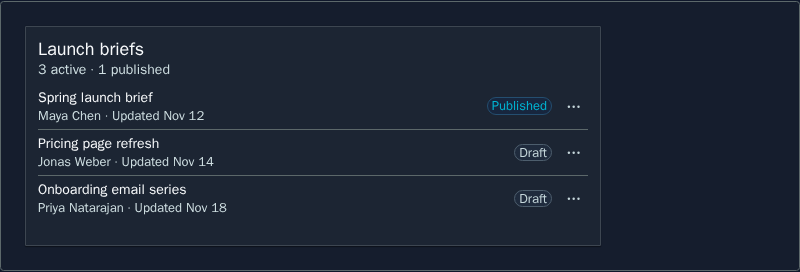 Launch briefs
3 active · 1 published
Spring launch brief
Maya Chen · Updated Nov 12
Published
Pricing page refresh
Jonas Weber · Updated Nov 14
Draft
Onboarding email series
Priya Natarajan · Updated Nov 18
Draft